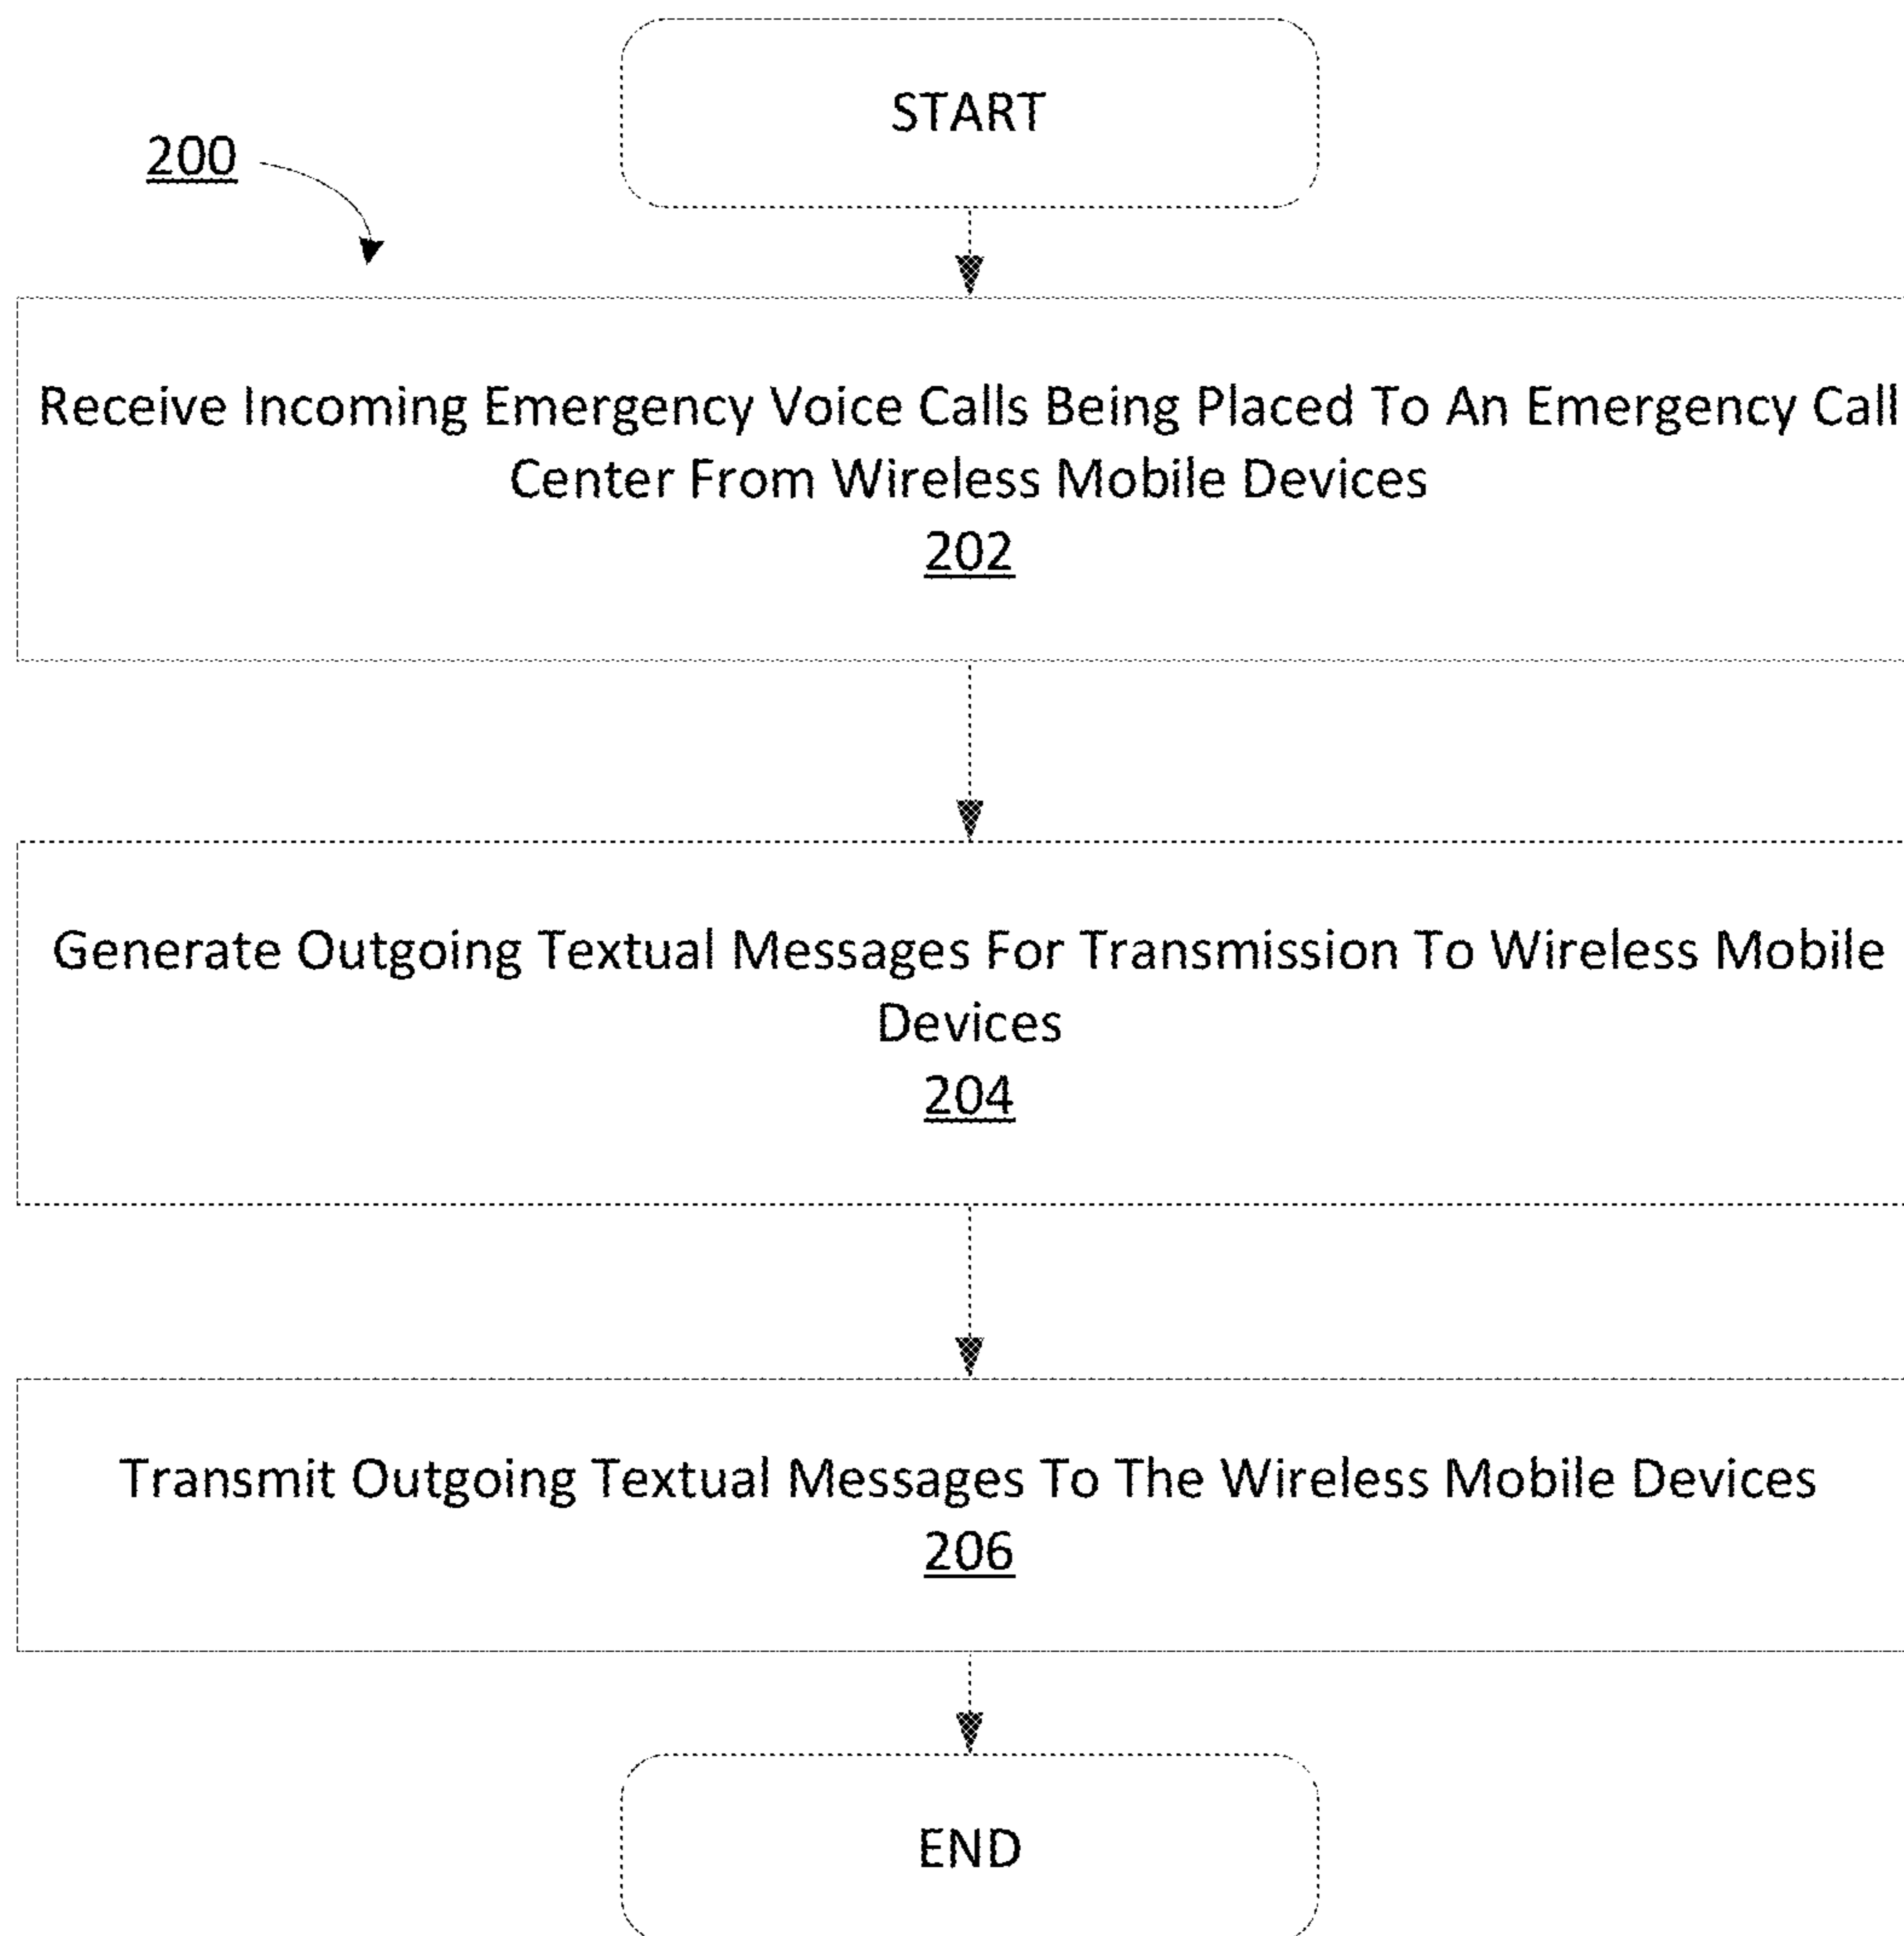 START
200
Receive Incoming Emergency Voice Calls Being Placed To An Emergency Call
Center From Wireless Mobile Devices
202
Generate Outgoing Textual Messages For Transmission To Wireless Mobile
Devices
204
Transmit Outgoing Textual Messages To The Wireless Mobile Devices
206
END